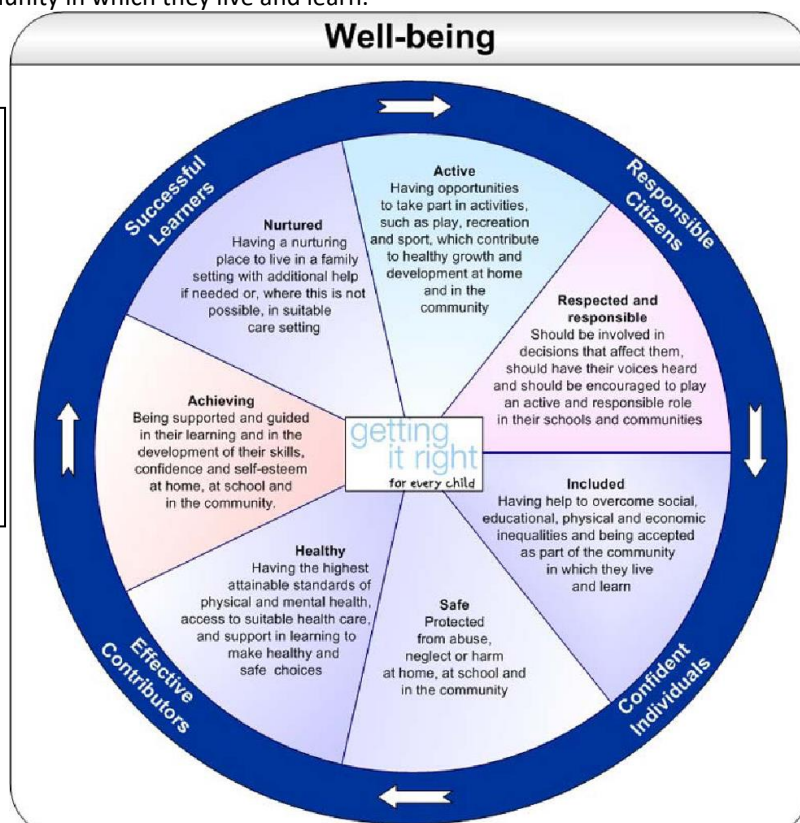 unity in which they live and learn.
Well-being
Successful
Learners
Responsible
Citizens
Active
Having opportunities
to take part in activities,
such as play, recreation
and sport, which contribute
to healthy growth and
development at home
and in the
community
Nurtured
Having a nurturing
place to live in a family
setting with additional help
if needed or, where this is not
possible, in suitable
care setting
Respected and
responsible
Should be involved in
decisions that affect them,
should have their voices heard
and should be encouraged to play
an active and responsible role
in their schools and communities
Achieving
Being supported and guided
in their learning and in the
development of their skills,
confidence and self-esteem
at home, at school and
in the community.
getting
it right
for every child
Included
Having help to overcome social,
educational, physical and economic
inequalities and being accepted
as part of the community
in which they live
and learn
Healthy
Having the highest
attainable standards of
physical and mental health,
access to suitable health care,
and support in learning to
make healthy and
safe choices
Safe
Protected
from abuse,
neglect or harm
at home, at school and
in the community
Effective
Contributors
Confident
Individuals